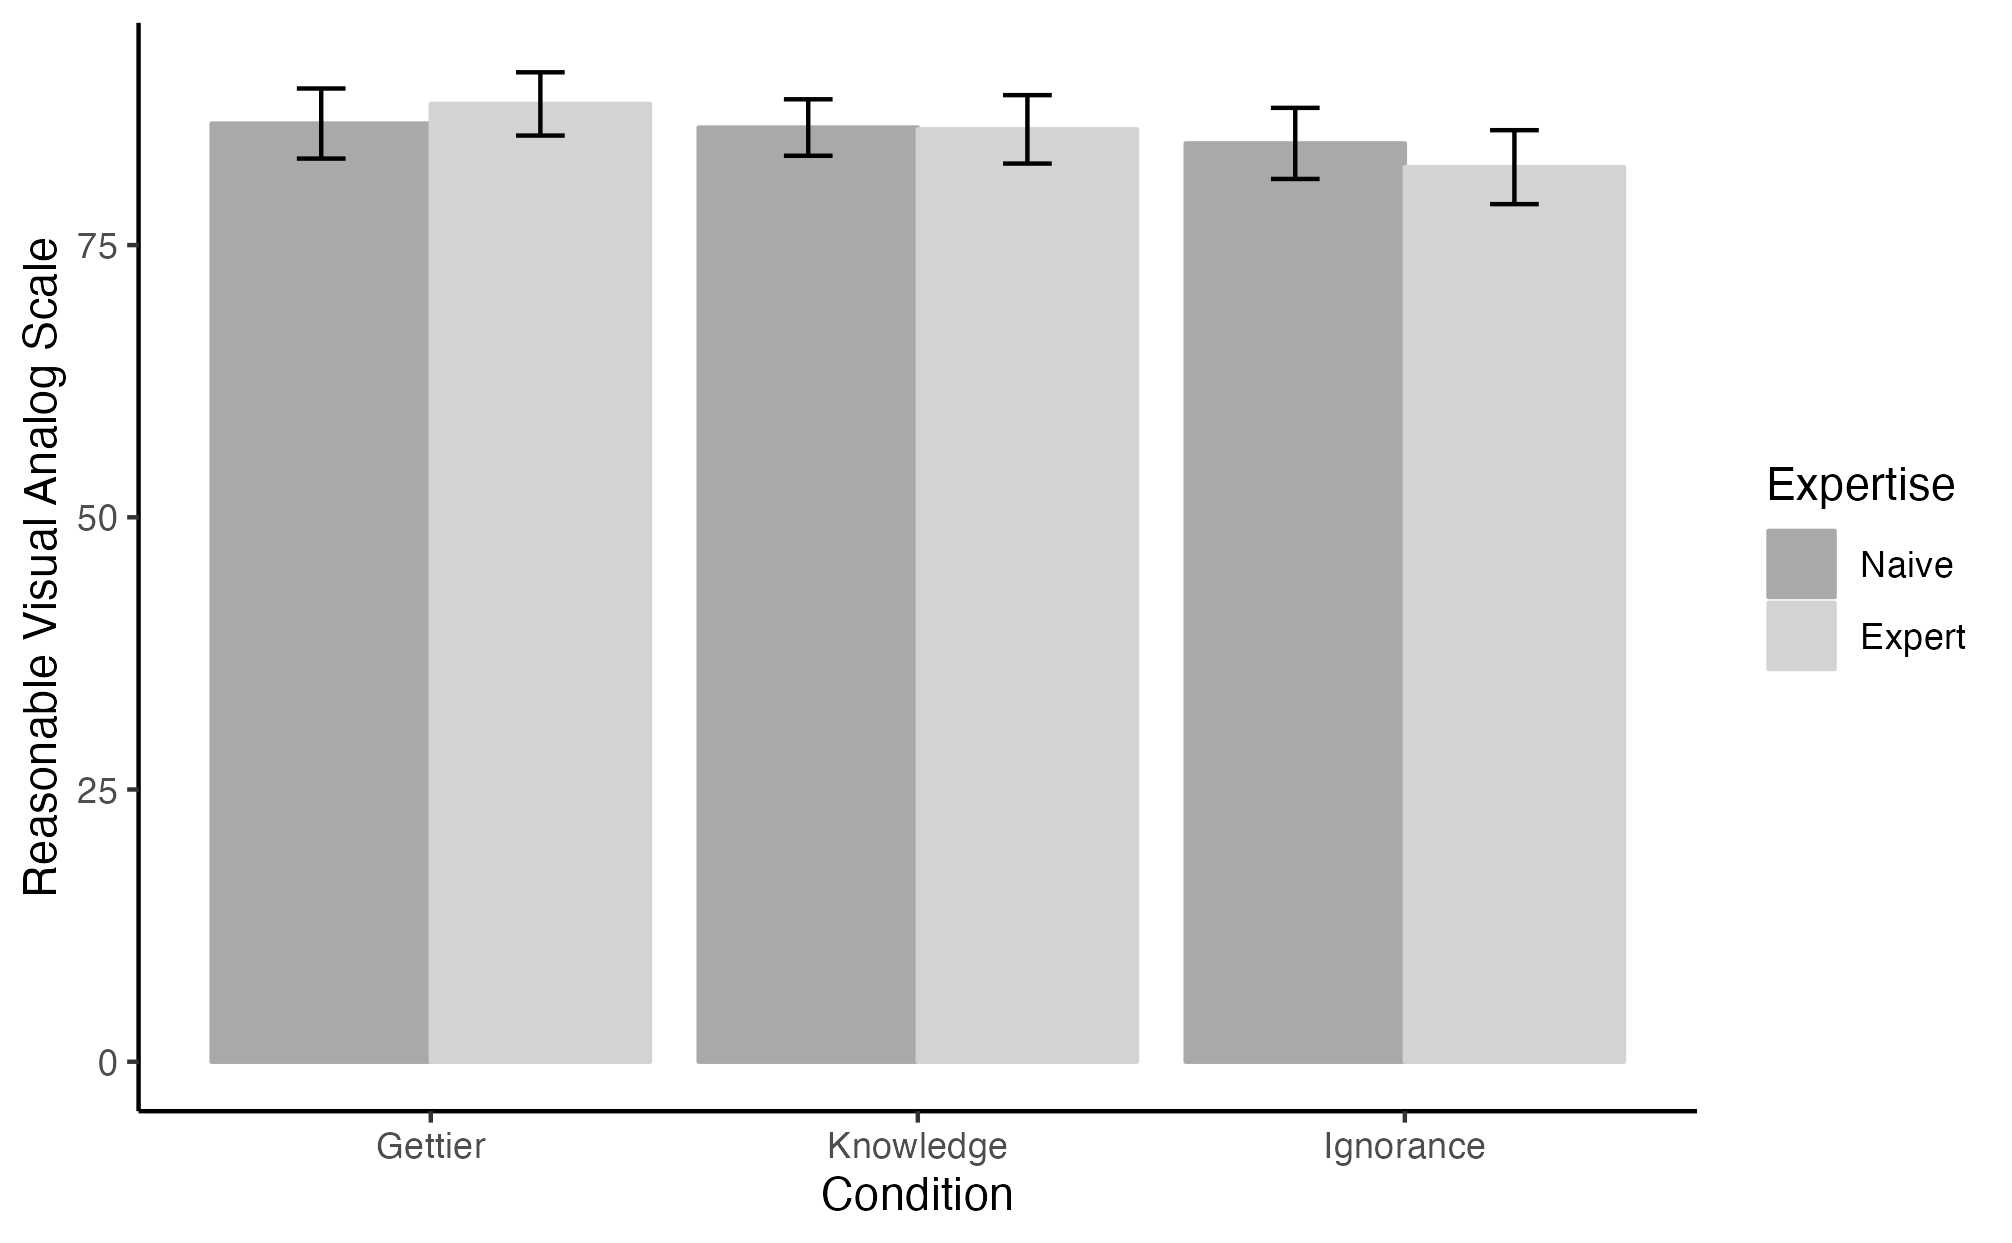 Reasonable Visual Analog Scale
75
50
25
0
Gettier
Knowledge
Ignorance
Condition
Expertise
Naive
Expert